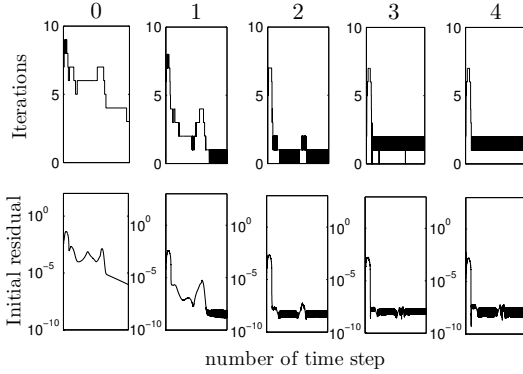 0 1 2 3 4
Iterations
10 10 10 10 10
5 5 5 5 5
0 0 0 0 0
Initial residual
10^0 10^0 10^0 10^0 10^0
10^-5 10^-5 10^-5 10^-5 10^-5
10^-10 10^-10 10^-10 10^-10 10^-10
number of time step